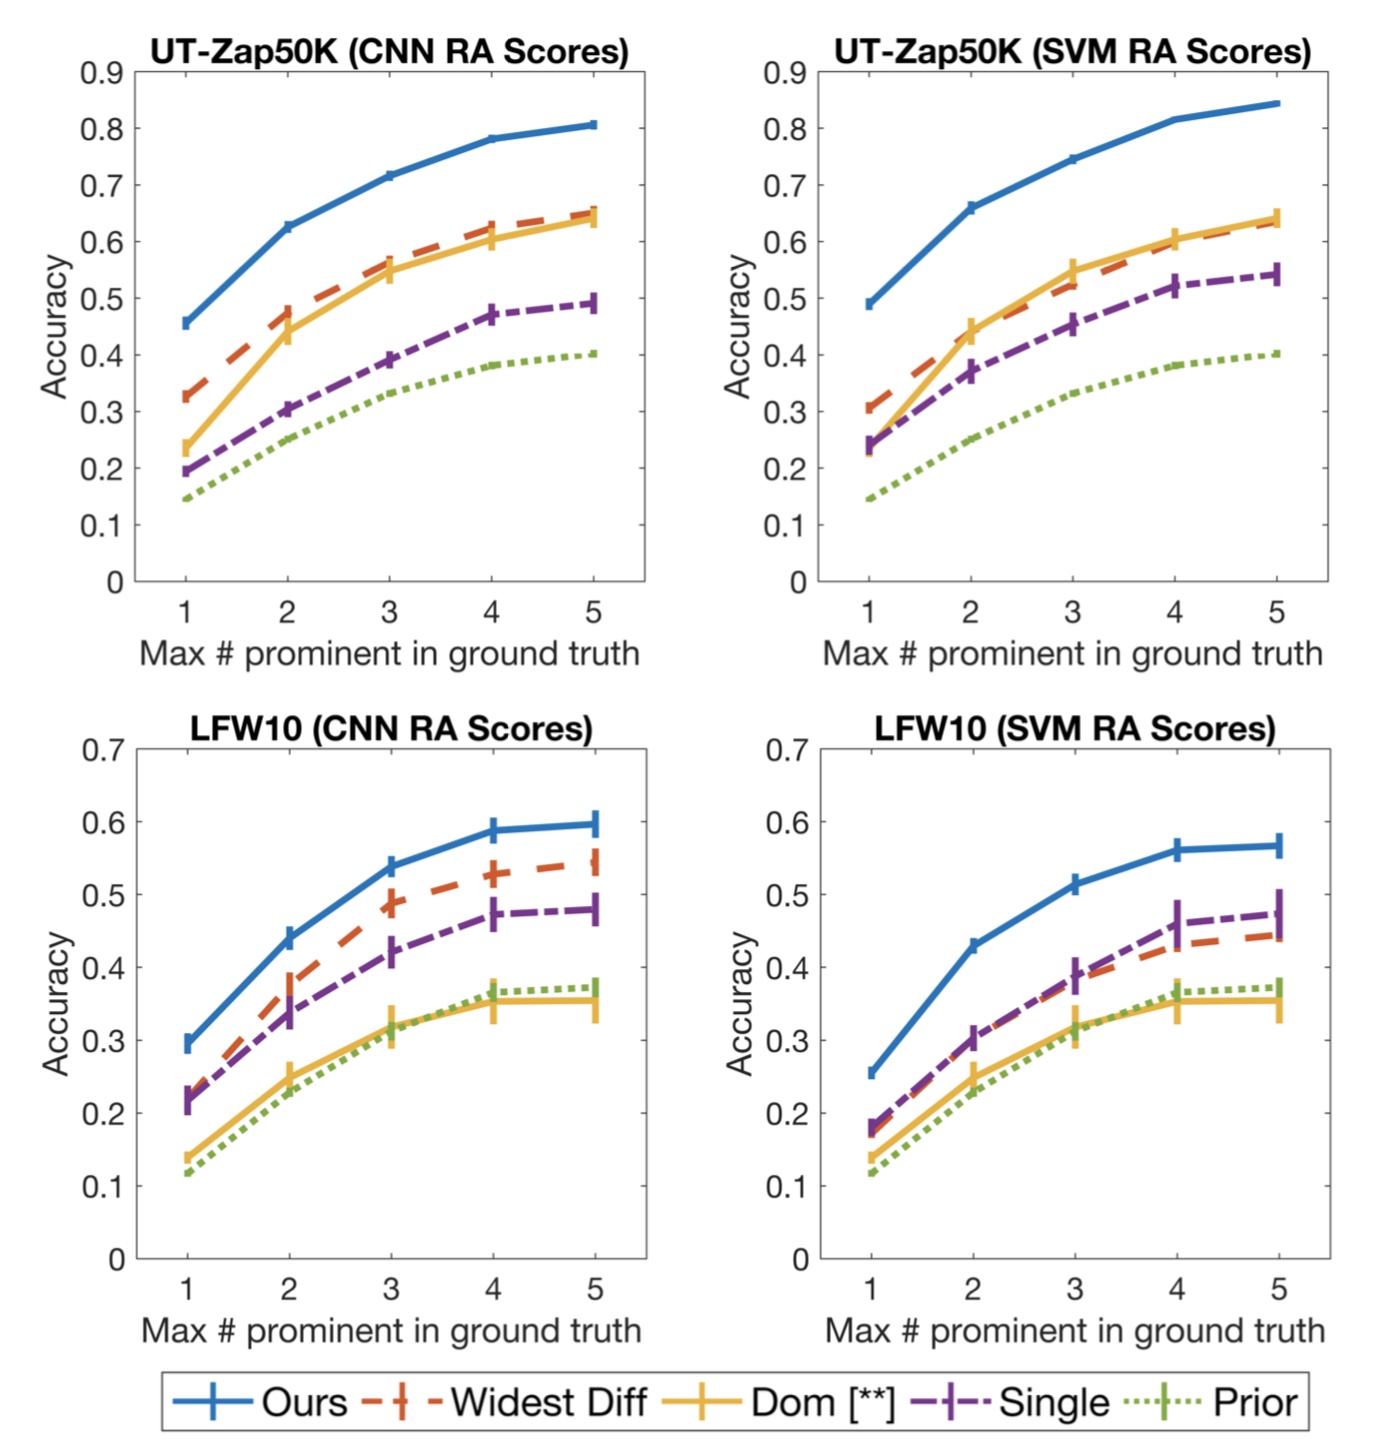 UT-Zap50K (CNN RA Scores)
0.9
0.8
0.7
0.6
0.5
0.4
0.3
0.2
0.1
0
Accuracy
1 2 3 4 5
Max # prominent in ground truth
UT-Zap50K (SVM RA Scores)
0.9
0.8
0.7
0.6
0.5
0.4
0.3
0.2
0.1
0
Accuracy
1 2 3 4 5
Max # prominent in ground truth
LFW10 (CNN RA Scores)
0.7
0.6
0.5
0.4
0.3
0.2
0.1
0
Accuracy
1 2 3 4 5
Max # prominent in ground truth
LFW10 (SVM RA Scores)
0.7
0.6
0.5
0.4
0.3
0.2
0.1
0
Accuracy
1 2 3 4 5
Max # prominent in ground truth
Ours Widest Diff Dom [**] Single Prior